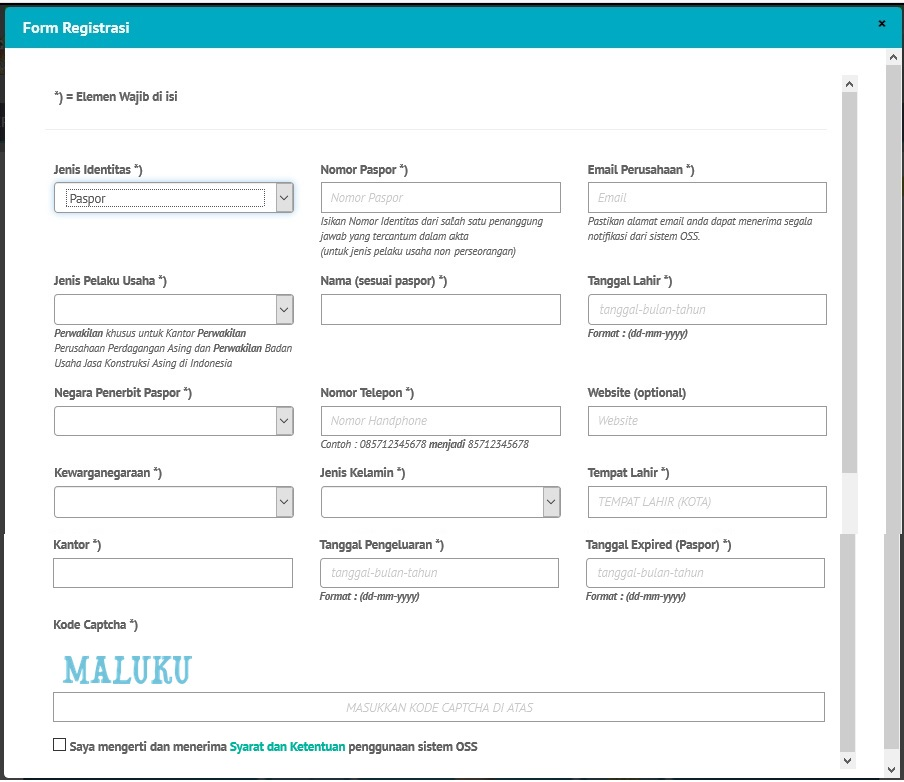 Form Registrasi
*) = Elemen Wajib di isi
Jenis Identitas *)
Paspor
Nomor Paspor *)
Nomor Paspor
Isikan Nomor Identitas dari salah satu penanggung
jawab yang tercantum dalam akta
(untuk jenis pelaku usaha non perseorangan)
Email Perusahaan *)
Email
Pastikan alamat email anda dapat menerima segala
notifikasi dari sistem OSS.
Jenis Pelaku Usaha *)
Perwakilan khusus untuk Kantor Perwakilan
Perusahaan Perdagangan Asing dan Perwakilan Badan
Usaha Jasa Konstruksi Asing di Indonesia
Nama (sesuai paspor) *)
Tanggal Lahir *)
tanggal-bulan-tahun
Format : (dd-mm-yyyy)
Negara Penerbit Paspor *)
Nomor Telepon *)
Nomor Handphone
Contoh : 085712345678 menjadi 85712345678
Website (optional)
Website
Kewarganegaraan *)
Jenis Kelamin *)
Tempat Lahir *)
TEMPAT LAHIR (KOTA)
Kantor *)
Tanggal Pengeluaran *)
tanggal-bulan-tahun
Format : (dd-mm-yyyy)
Tanggal Expired (Paspor) *)
tanggal-bulan-tahun
Format : (dd-mm-yyyy)
Kode Captcha *)
MALUKU
MASUKKAN KODE CAPTCHA DI ATAS
Saya mengerti dan menerima Syarat dan Ketentuan penggunaan sistem OSS